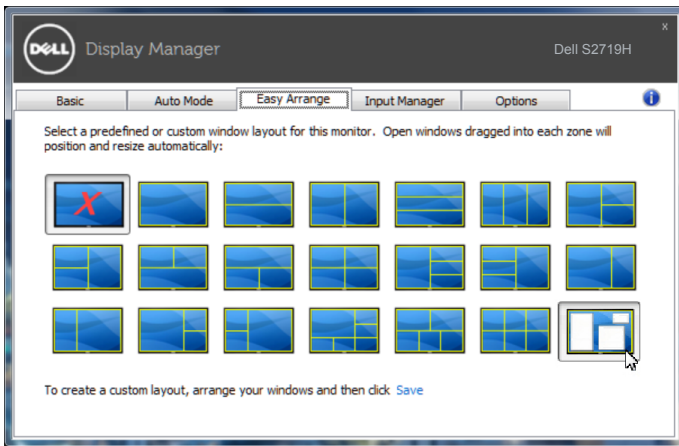 DELL Display Manager
x
Dell S2719H
Basic Auto Mode Easy Arrange Input Manager Options
Select a predefined or custom window layout for this monitor. Open windows dragged into each zone will
position and resize automatically:
To create a custom layout, arrange your windows and then click Save